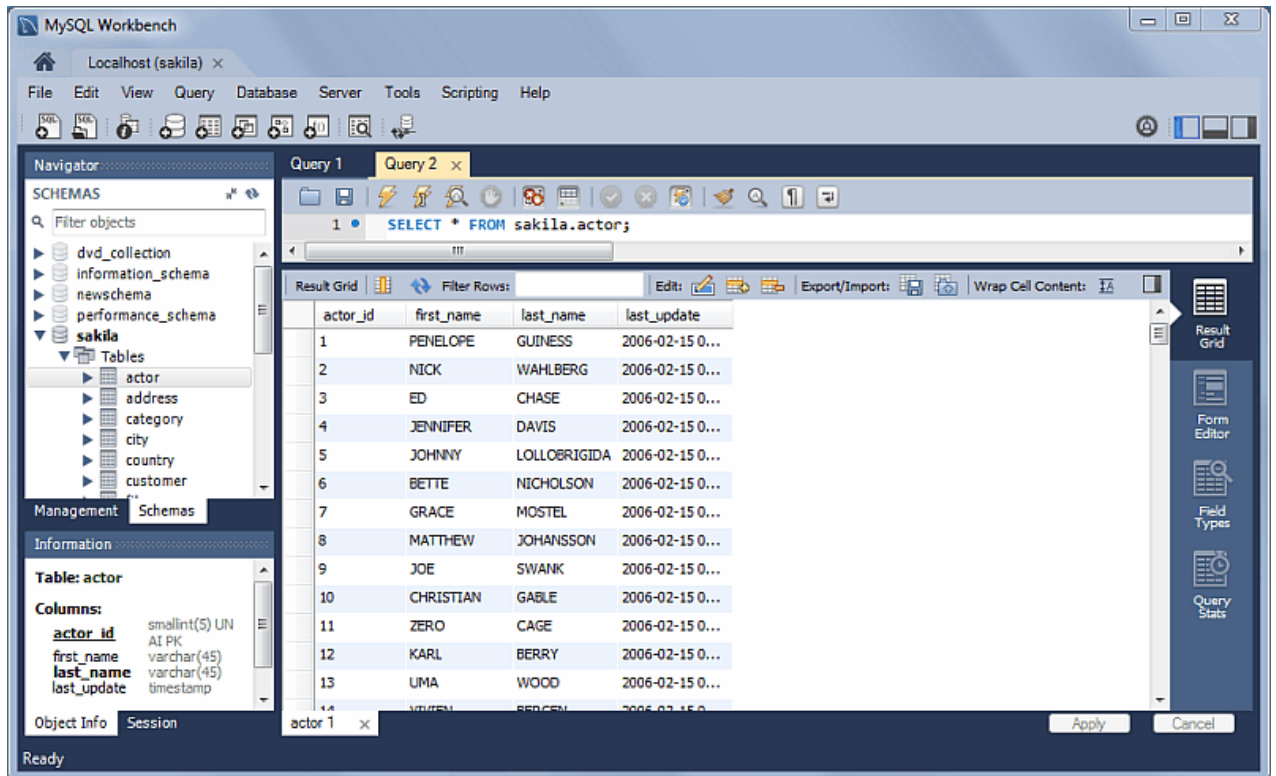 MySQL Workbench
Localhost (sakila)
File Edit View Query Database Server Tools Scripting Help
Navigator
SCHEMAS
Filter objects
dvd_collection
information_schema
newschema
performance_schema
sakila
Tables
actor
address
category
city
country
customer
Management Schemas
Information
Table: actor
Columns:
actor_id smallint(5) UN
AI PK
first_name varchar(45)
last_name varchar(45)
last_update timestamp
Object Info Session
Query 1 Query 2
1 SELECT * FROM sakila.actor;
Result Grid Filter Rows: Edit: Export/Import: Wrap Cell Content:
actor_id first_name last_name last_update
1 PENELOPE GUINESS 2006-02-15 0...
2 NICK WAHLBERG 2006-02-15 0...
3 ED CHASE 2006-02-15 0...
4 JENNIFER DAVIS 2006-02-15 0...
5 JOHNNY LOLLOBRIGIDA 2006-02-15 0...
6 BETTE NICHOLSON 2006-02-15 0...
7 GRACE MOSTEL 2006-02-15 0...
8 MATTHEW JOHANSSON 2006-02-15 0...
9 JOE SWANK 2006-02-15 0...
10 CHRISTIAN GABLE 2006-02-15 0...
11 ZERO CAGE 2006-02-15 0...
12 KARL BERRY 2006-02-15 0...
13 UMA WOOD 2006-02-15 0...
Result
Grid
Form
Editor
Field
Types
Query
Stats
actor 1
Apply Cancel
Ready